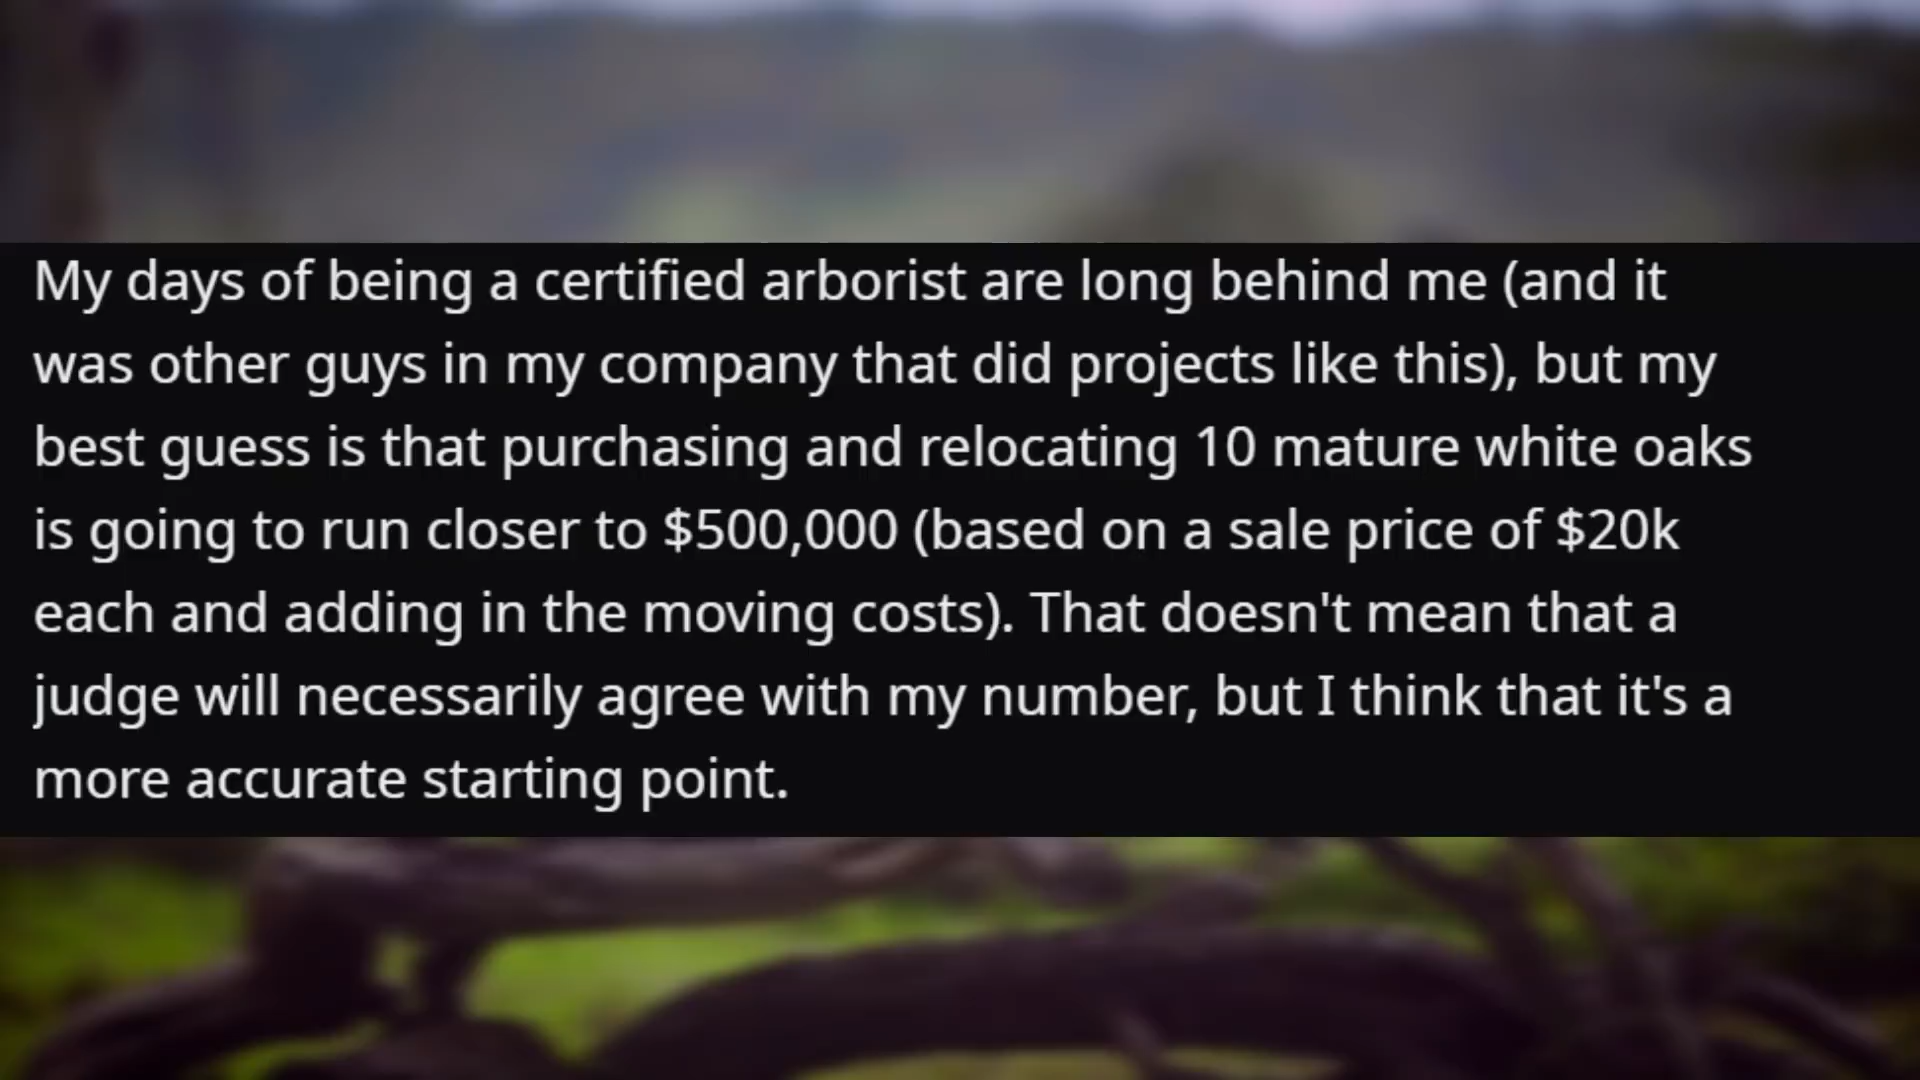 My days of being a certified arborist are long behind me (and it
was other guys in my company that did projects like this), but my
best guess is that purchasing and relocating 10 mature white oaks
is going to run closer to $500,000 (based on a sale price of $20k
each and adding in the moving costs). That doesn't mean that a
judge will necessarily agree with my number, but I think that it's a
more accurate starting point.